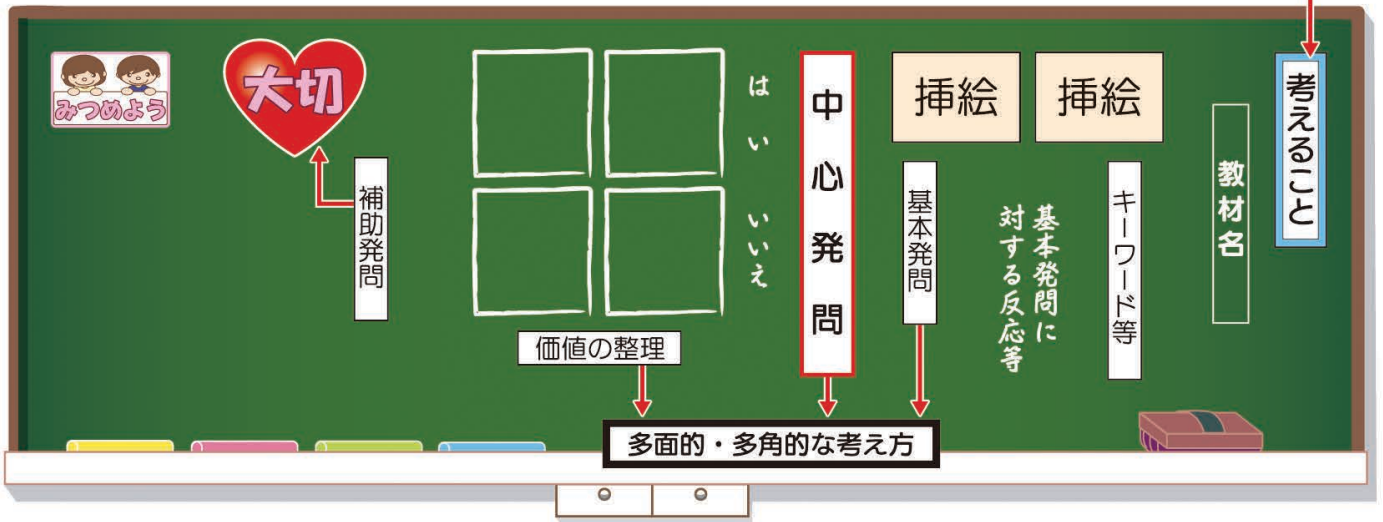 考えること
教材名
挿絵
挿絵
キーワード等
基本発問に
対する反応等
基本発問
中心発問
はい
いいえ
価値の整理
多面的・多角的な考え方
補助発問
大切
みつめよう